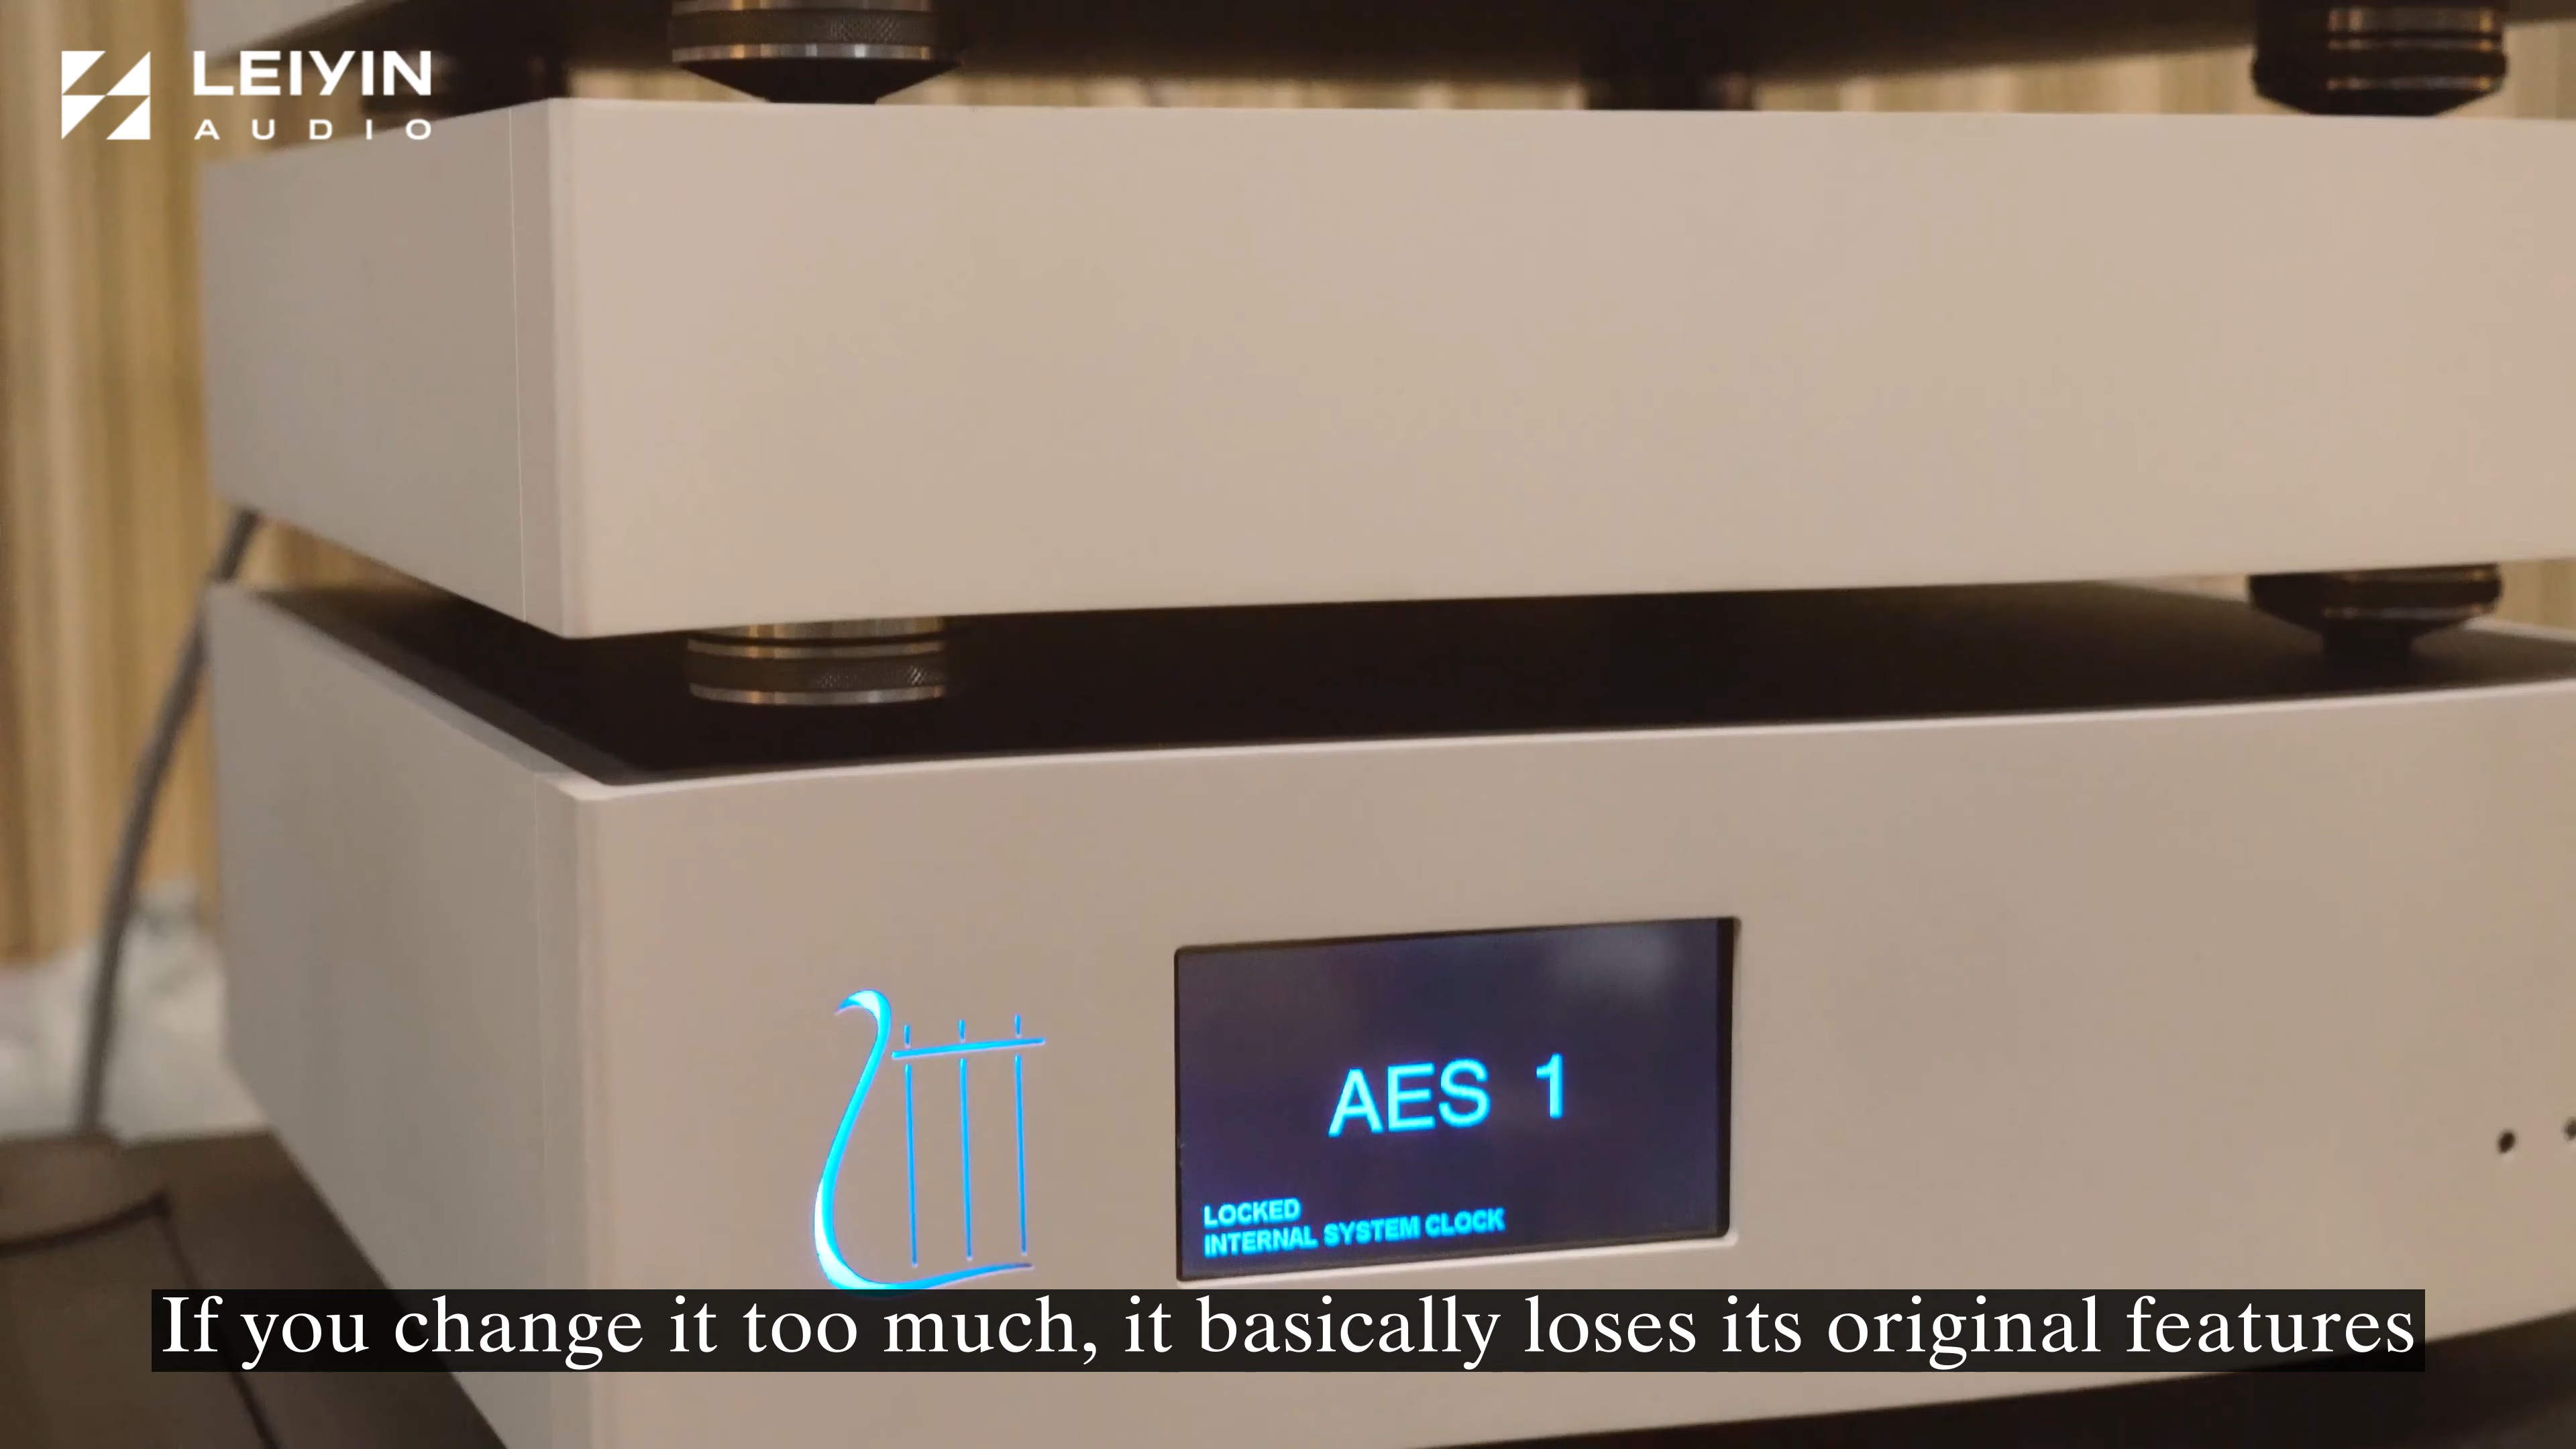 LEIYIN
AUDIO
AES 1
LOCKED
INTERNAL SYSTEM CLOCK
If you change it too much, it basically loses its original features